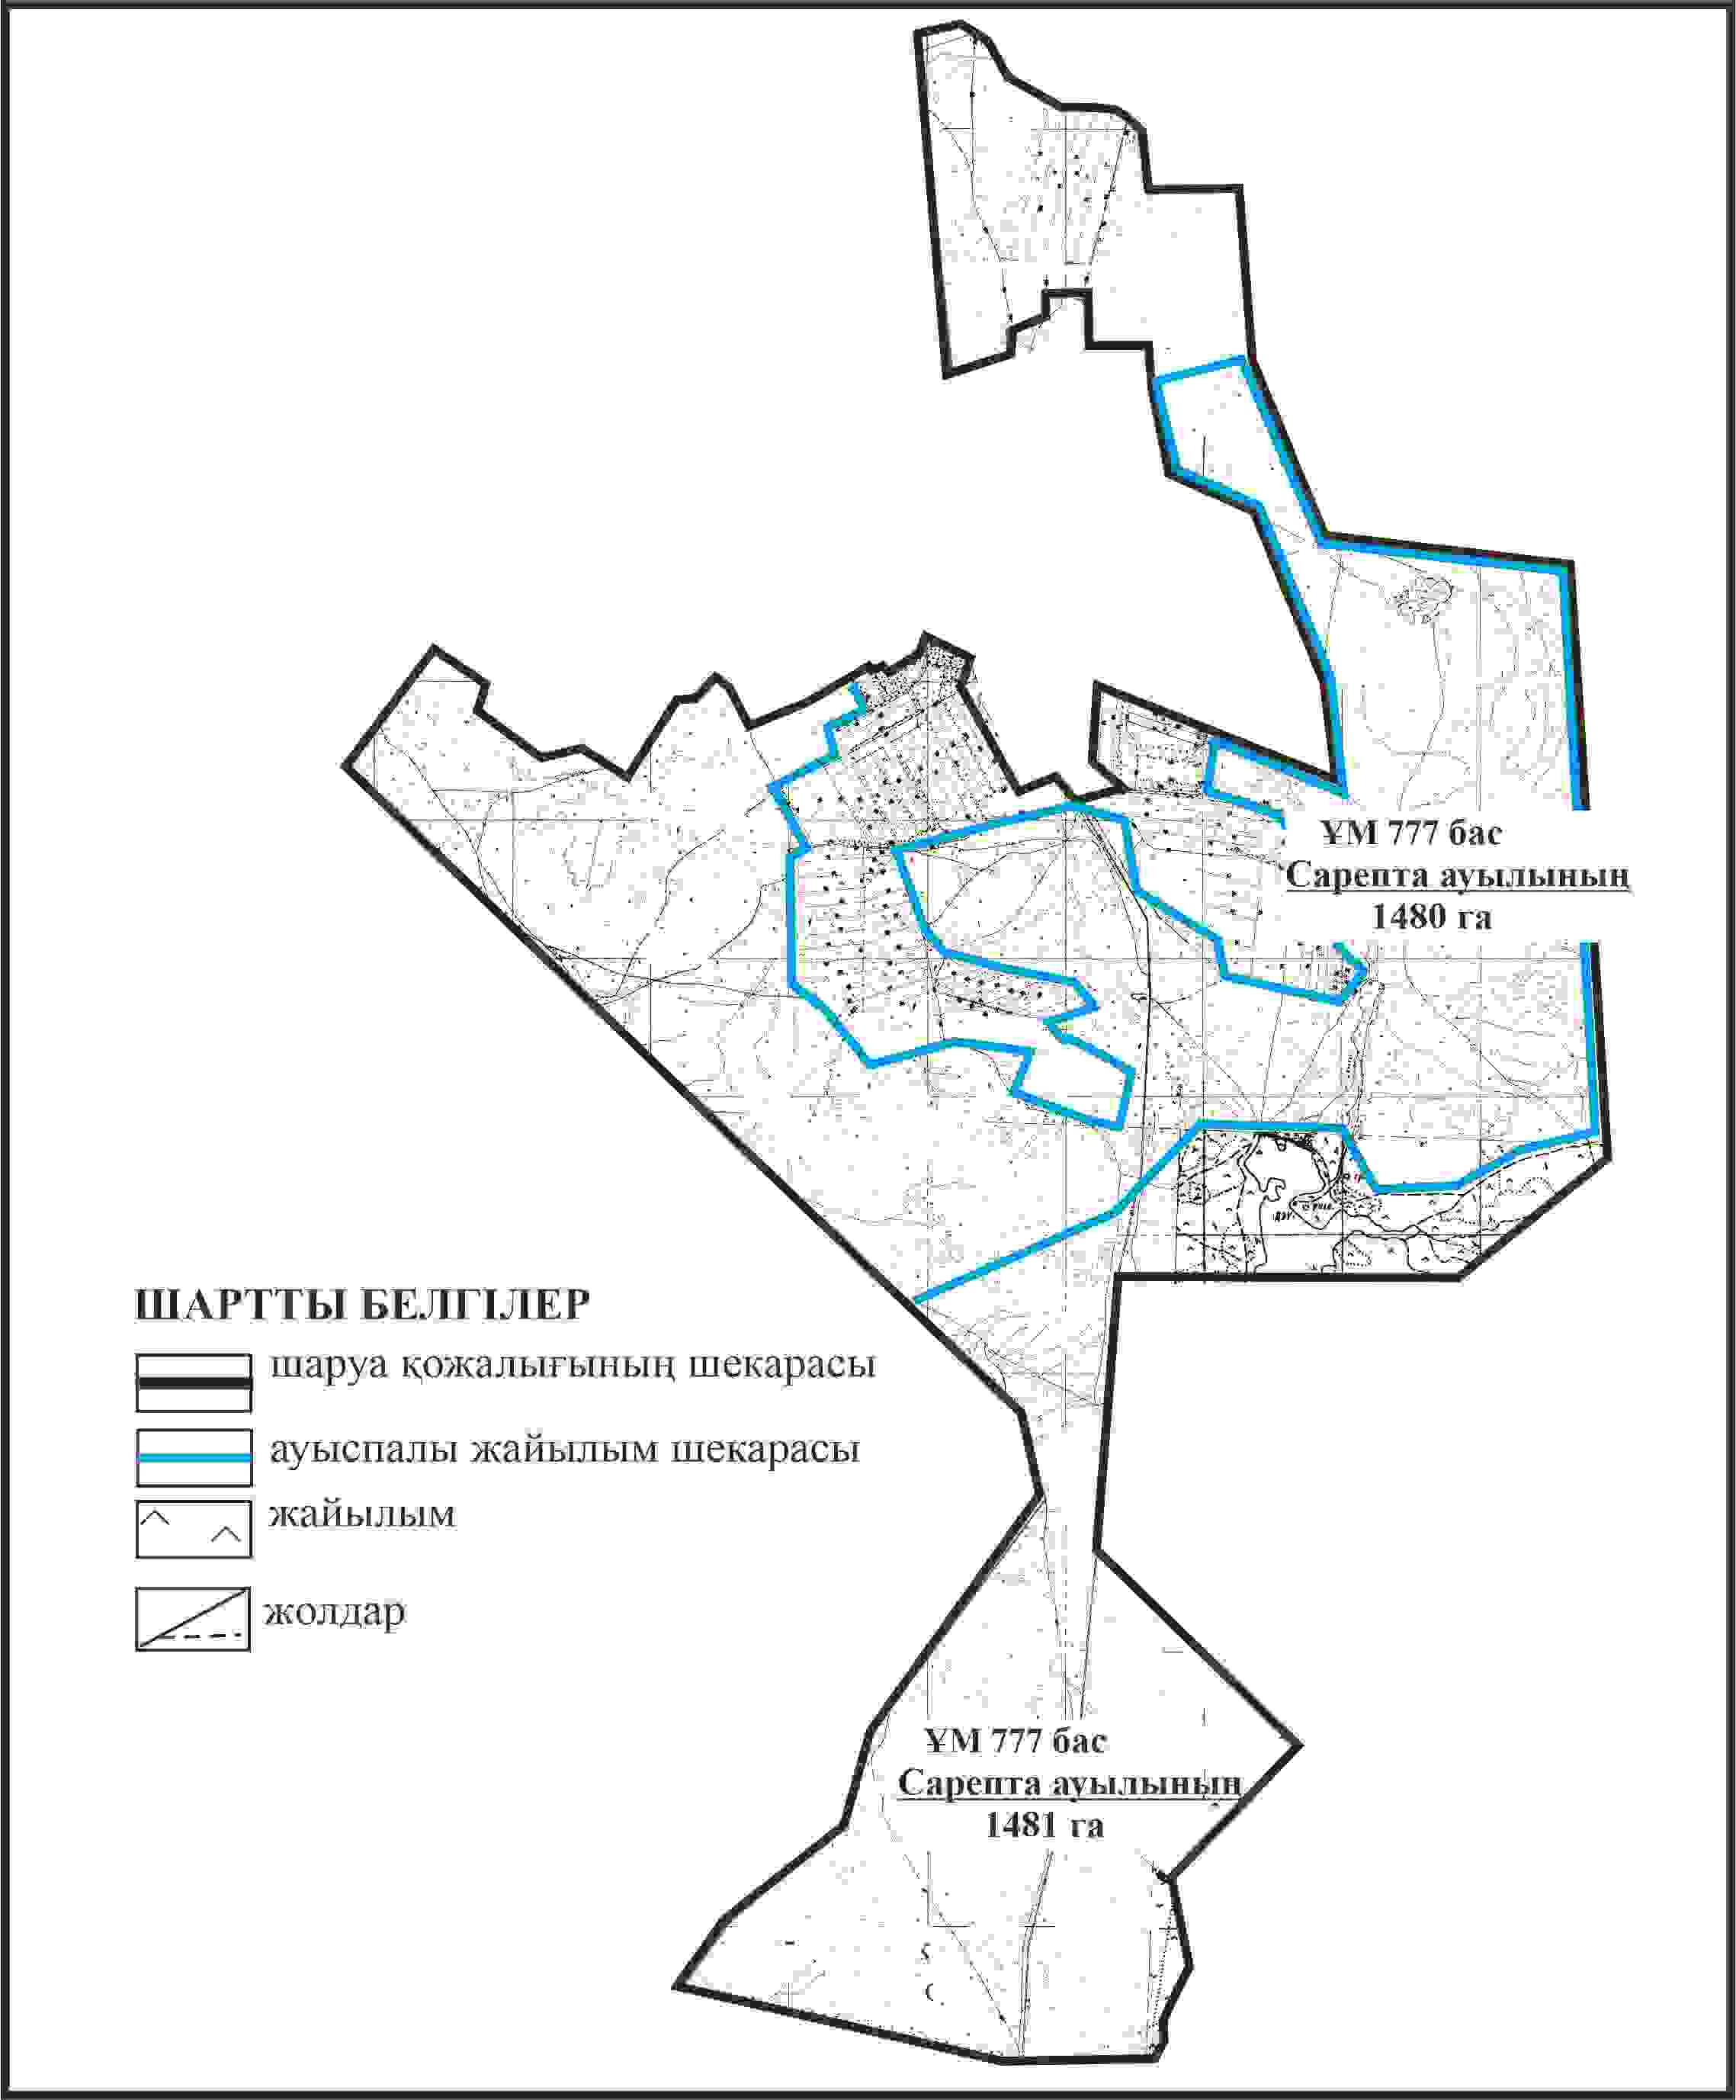 ҰМ 777 бас
Сарепта ауылының
1480 га
ШАРТТЫ БЕЛГІЛЕР
шаруа қожалығының шекарасы
ауыспалы жайылым шекарасы
жайылым
жолдар
ҰМ 777 бас
Сарепта ауылының
1481 га